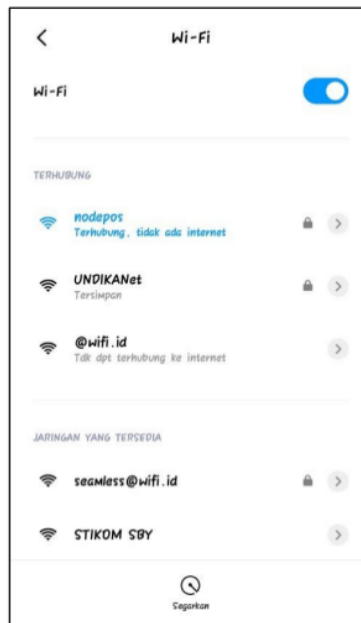 Wi-Fi
Wi-Fi
TERHUBUNG
nodepos
Terhubung, tidak ada internet
UNDIKANet
Tersimpan
@wifi.id
Tdk dpt terhubung ke internet
JARINGAN YANG TERSEDIA
seamless@wifi.id
STIKOM SBY
Segarkan